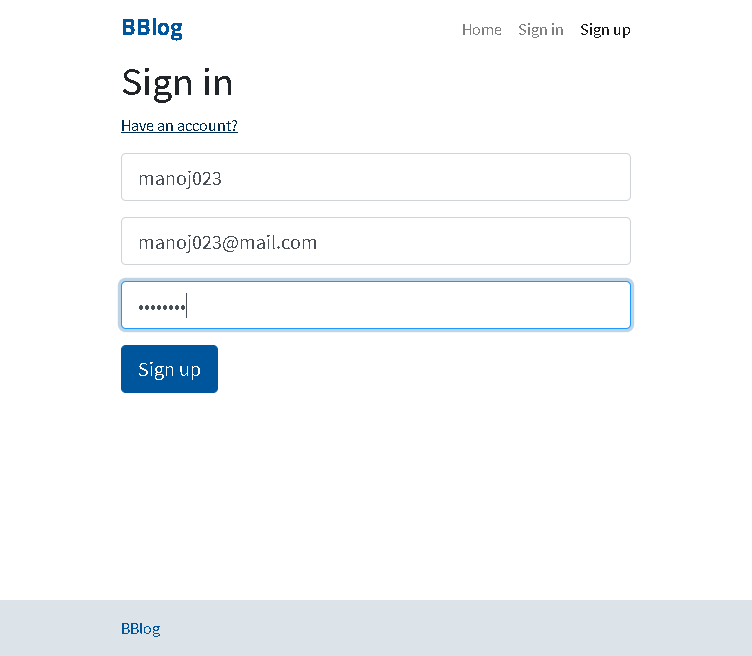 BBlog Home Sign in Sign up
Sign in
Have an account?
manoj023
manoj023@mail.com
••••••••
Sign up
BBlog